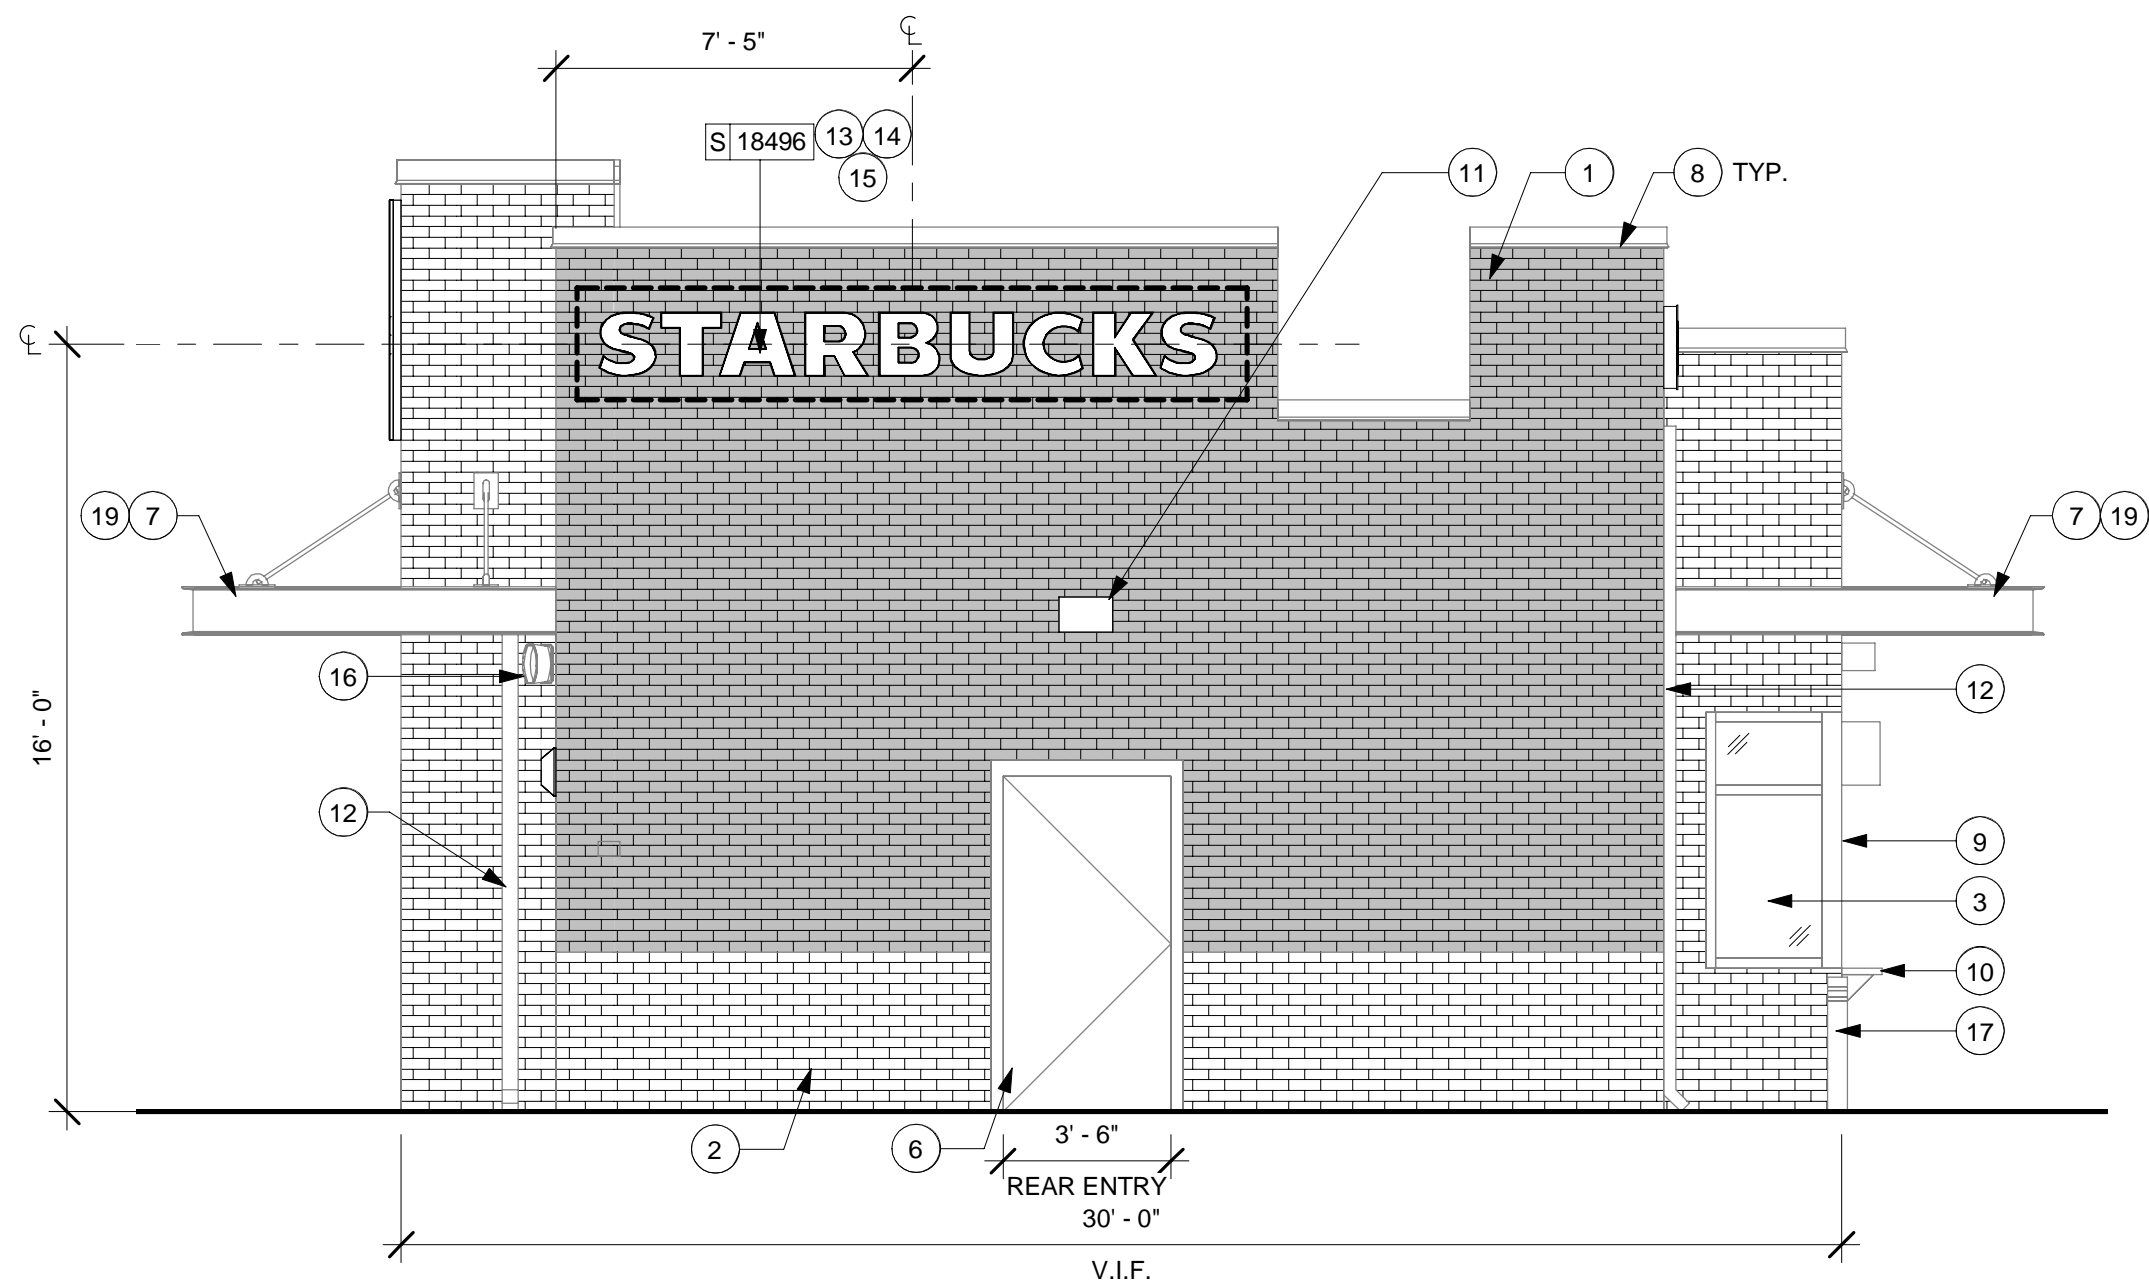 7' - 5"
℄
S 18496 13 14
15
11 1 8 TYP.
℄
STARBUCKS
19 7
7 19
16
12
16' - 0"
12
9
3
10
17
2
6
3' - 6"
REAR ENTRY
30' - 0"
V.I.F.